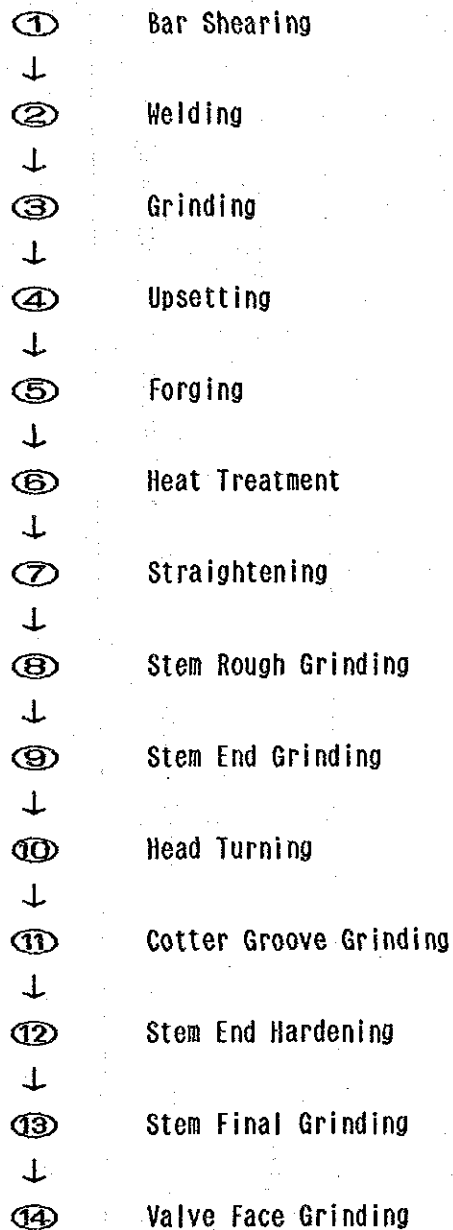 ① Bar Shearing
↓
② Welding
↓
③ Grinding
↓
④ Upsetting
↓
⑤ Forging
↓
⑥ Heat Treatment
↓
⑦ Straightening
↓
⑧ Stem Rough Grinding
↓
⑨ Stem End Grinding
↓
⑩ Head Turning
↓
⑪ Cotter Groove Grinding
↓
⑫ Stem End Hardening
↓
⑬ Stem Final Grinding
↓
⑭ Valve Face Grinding